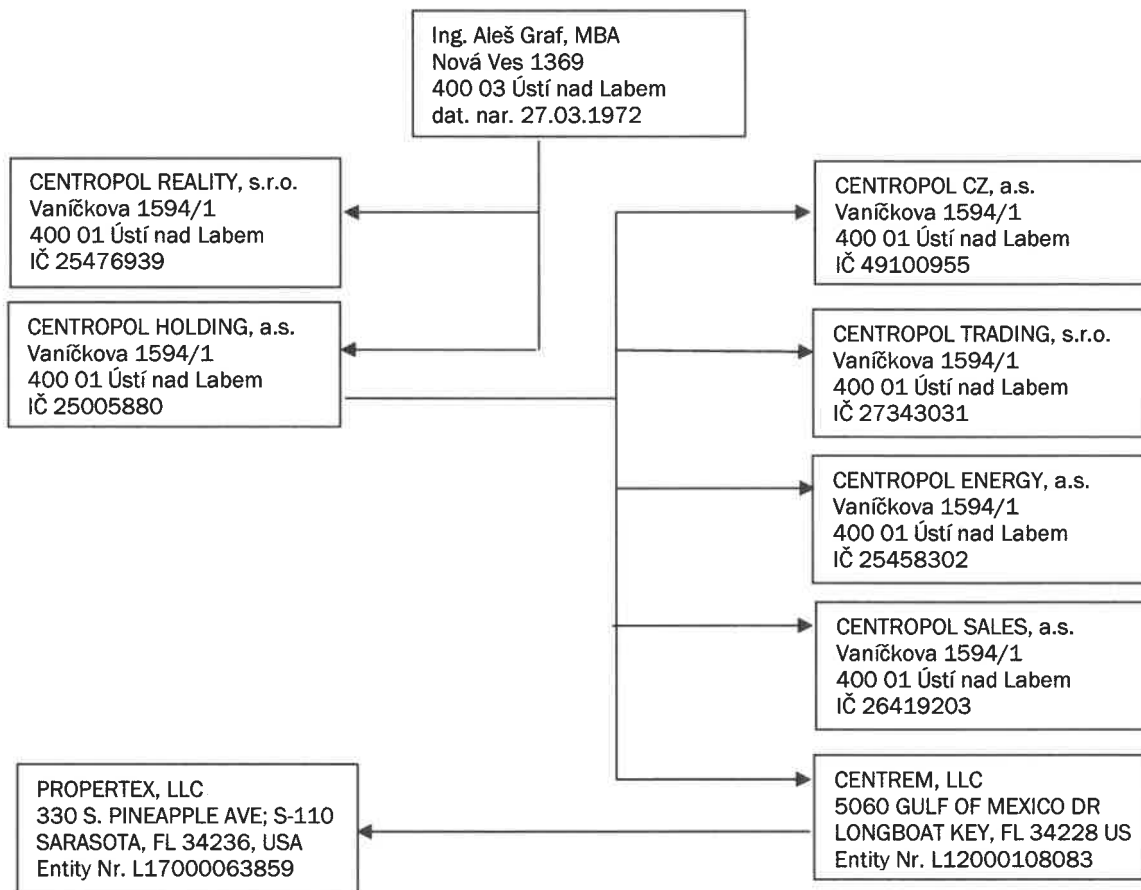 Ing. Aleš Graf, MBA
Nová Ves 1369
400 03 Ústí nad Labem
dat. nar. 27.03.1972
CENTROPOL REALITY, s.r.o.
Vaníčkova 1594/1
400 01 Ústí nad Labem
IČ 25476939
CENTROPOL HOLDING, a.s.
Vaníčkova 1594/1
400 01 Ústí nad Labem
IČ 25005880
CENTROPOL CZ, a.s.
Vaníčkova 1594/1
400 01 Ústí nad Labem
IČ 49100955
CENTROPOL TRADING, s.r.o.
Vaníčkova 1594/1
400 01 Ústí nad Labem
IČ 27343031
CENTROPOL ENERGY, a.s.
Vaníčkova 1594/1
400 01 Ústí nad Labem
IČ 25458302
CENTROPOL SALES, a.s.
Vaníčkova 1594/1
400 01 Ústí nad Labem
IČ 26419203
PROPERTEX, LLC
330 S. PINEAPPLE AVE; S-110
SARASOTA, FL 34236, USA
Entity Nr. L17000063859
CENTREM, LLC
5060 GULF OF MEXICO DR
LONGBOAT KEY, FL 34228 US
Entity Nr. L12000108083